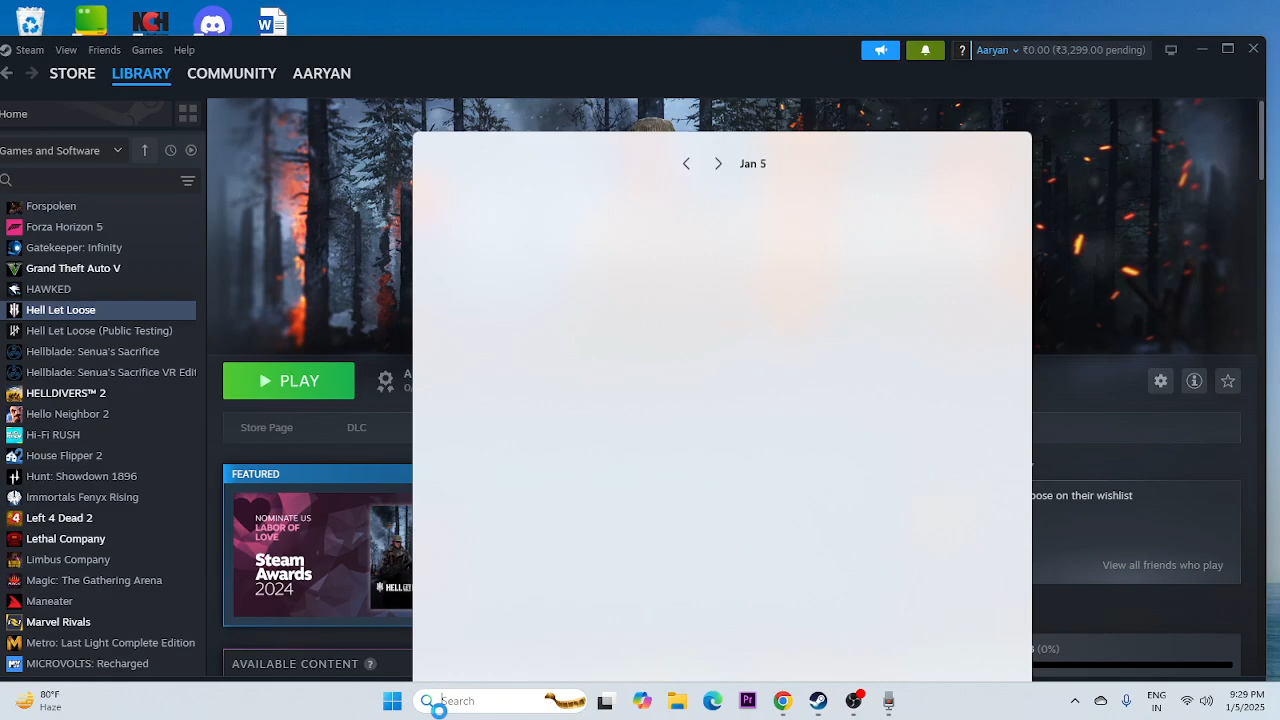 Steam View Friends Games Help
? Aaryan ₹0.00 (₹3,299.00 pending)
STORE LIBRARY COMMUNITY AARYAN
Home
Games and Software
Jan 5
Forspoken
Forza Horizon 5
Gatekeeper: Infinity
Grand Theft Auto V
HAWKED
Hell Let Loose
Hell Let Loose (Public Testing)
Hellblade: Senua's Sacrifice
Hellblade: Senua's Sacrifice VR Edit
HELLDIVERS™ 2
Hello Neighbor 2
Hi-Fi RUSH
House Flipper 2
Hunt: Showdown 1896
Immortals Fenyx Rising
Left 4 Dead 2
Lethal Company
Limbus Company
Magic: The Gathering Arena
Maneater
Marvel Rivals
Metro: Last Light Complete Edition
MICROVOLTS: Recharged
PLAY
Store Page DLC
FEATURED
NOMINATE US
LABOR OF
LOVE
Steam
Awards
2024
AVAILABLE CONTENT ?
oose on their wishlist
View all friends who play
(0%)
80°F
Haze
Search
ENG
IN
9:29 PM
1/5/2025